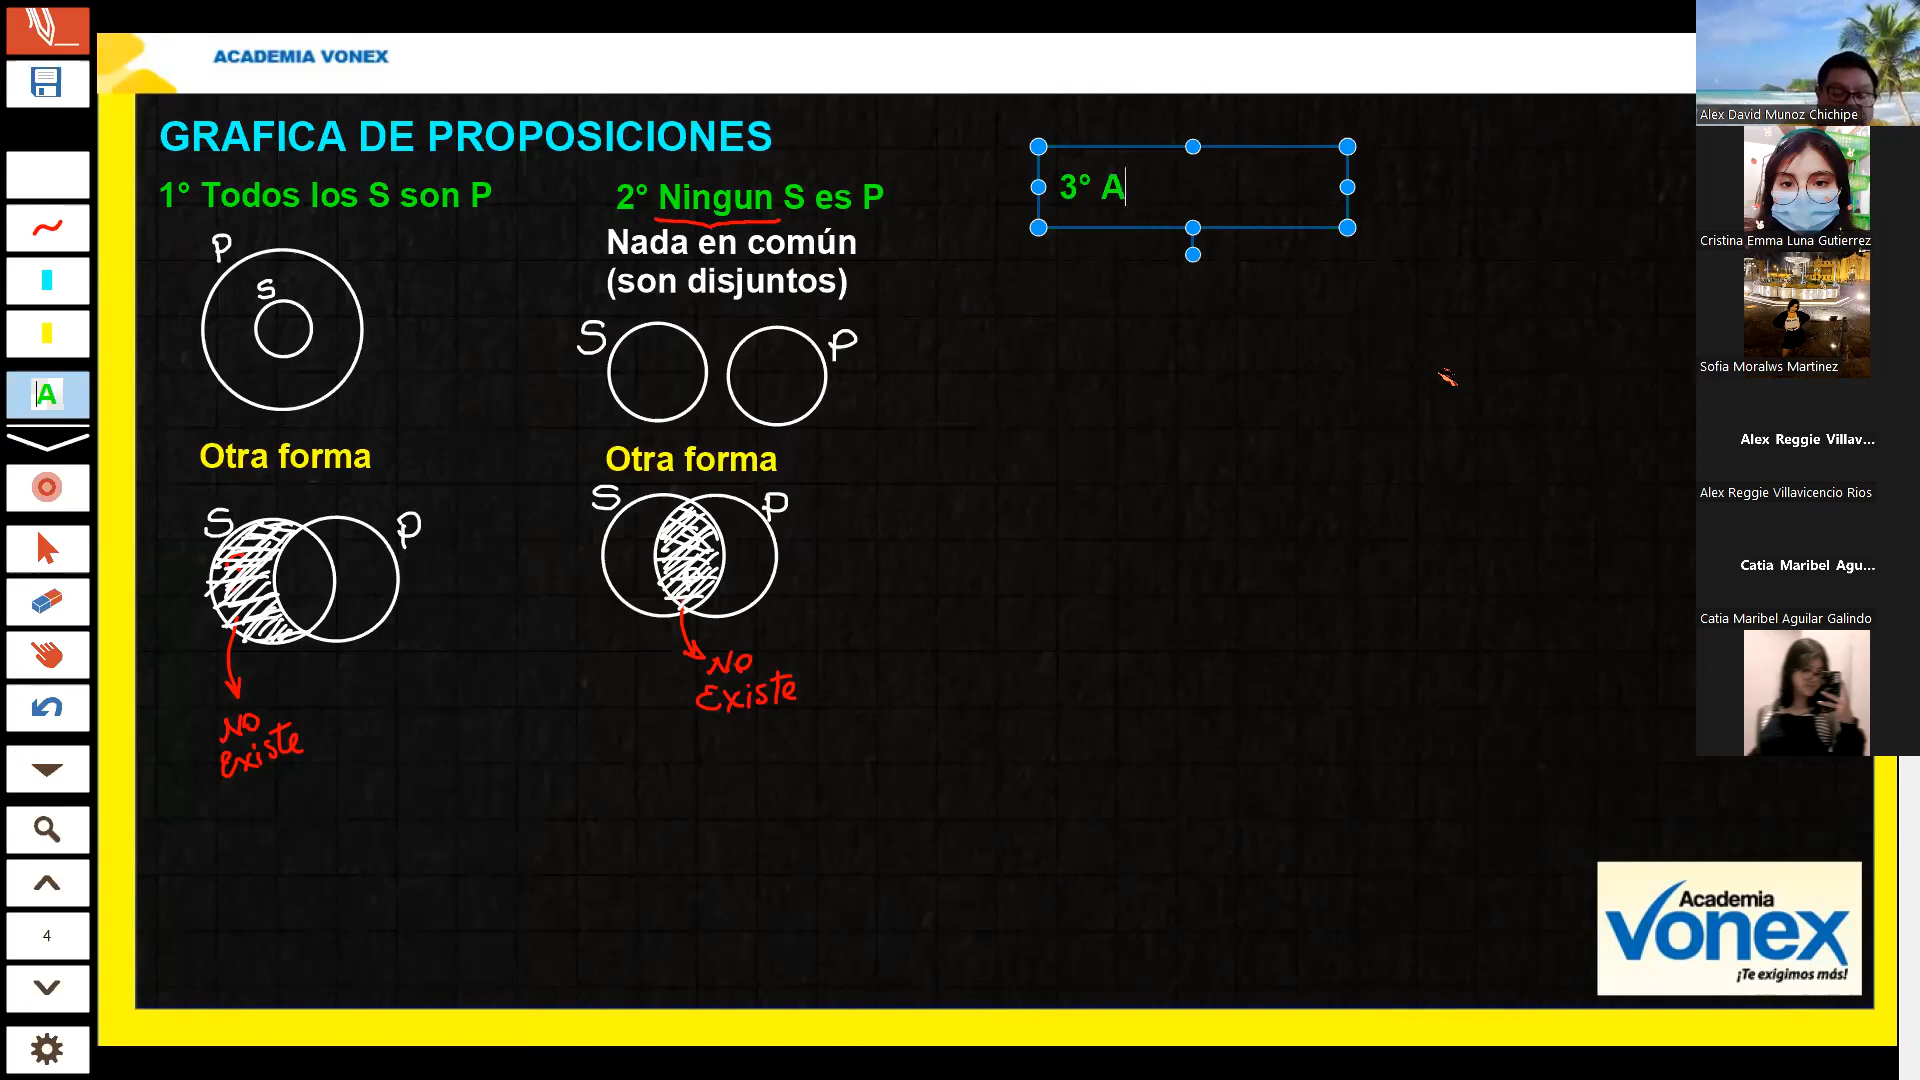 ACADEMIA VONEX
GRAFICA DE PROPOSICIONES
1° Todos los S son P
P
S
Otra forma
S
P
NO
Existe
2° Ningun S es P
Nada en común
(son disjuntos)
S
P
Otra forma
S
P
NO
Existe
3° A
Alex David Munoz Chichipe
Cristina Emma Luna Gutierrez
Sofia Moralws Martinez
Alex Reggie Villav...
Alex Reggie Villavicencio Rios
Catia Maribel Agu...
Catia Maribel Aguilar Galindo
A
4
Academia
Vonex
¡Te exigimos más!